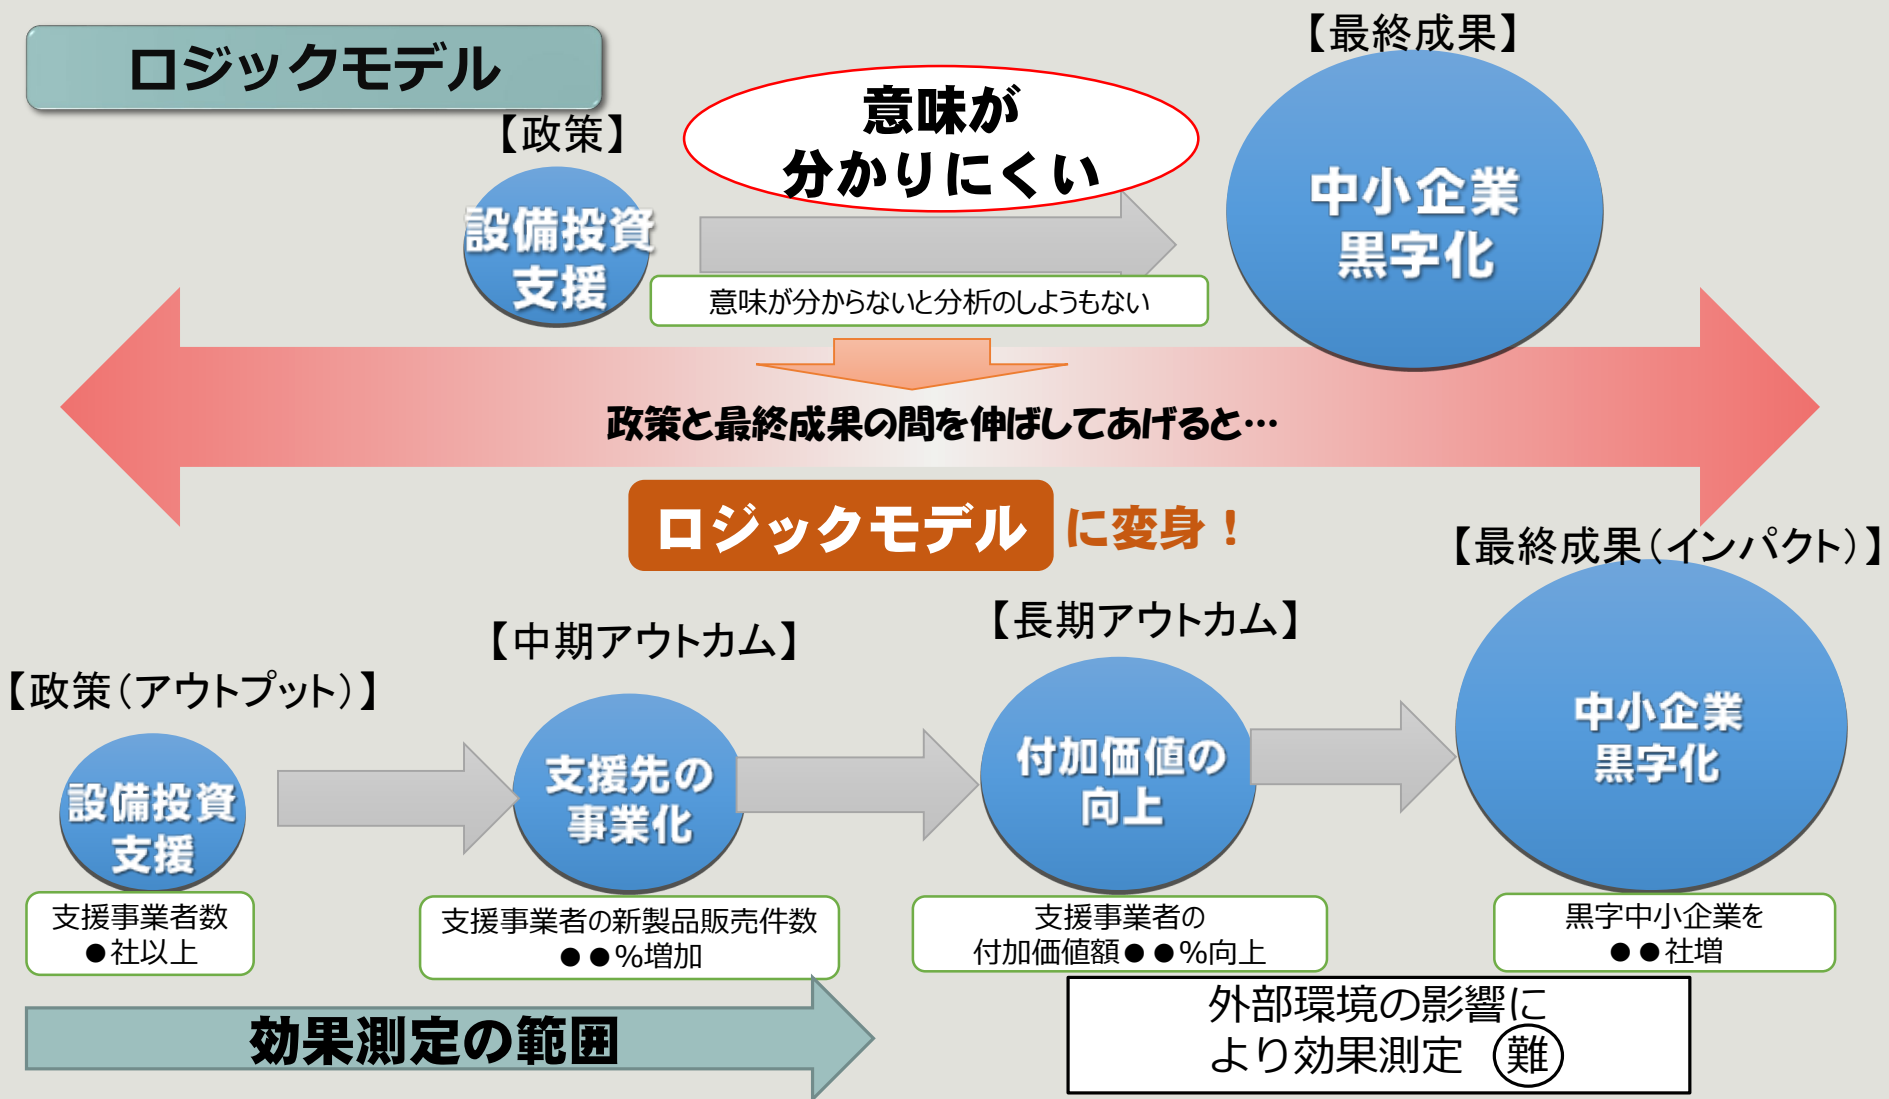 ロジックモデル
【政策】
設備投資
支援
意味が
分かりにくい
意味が分からないと分析のしようもない
【最終成果】
中小企業
黒字化
政策と最終成果の間を伸ばしてあげると…
ロジックモデル に変身！
【政策（アウトプット）】
設備投資
支援
支援事業者数
●社以上
【中期アウトカム】
支援先の
事業化
支援事業者の新製品販売件数
●●%増加
【長期アウトカム】
付加価値の
向上
支援事業者の
付加価値額●●%向上
【最終成果（インパクト）】
中小企業
黒字化
黒字中小企業を
●●社増
効果測定の範囲
外部環境の影響に
より効果測定 難